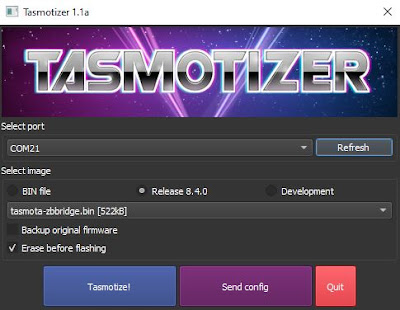 Tasmotizer 1.1a
TASMOTIZER
Select port
COM21
Refresh
Select image
BIN file
Release 8.4.0
Development
tasmota-zbbridge.bin [522kB]
Backup original firmware
Erase before flashing
Tasmotize!
Send config
Quit